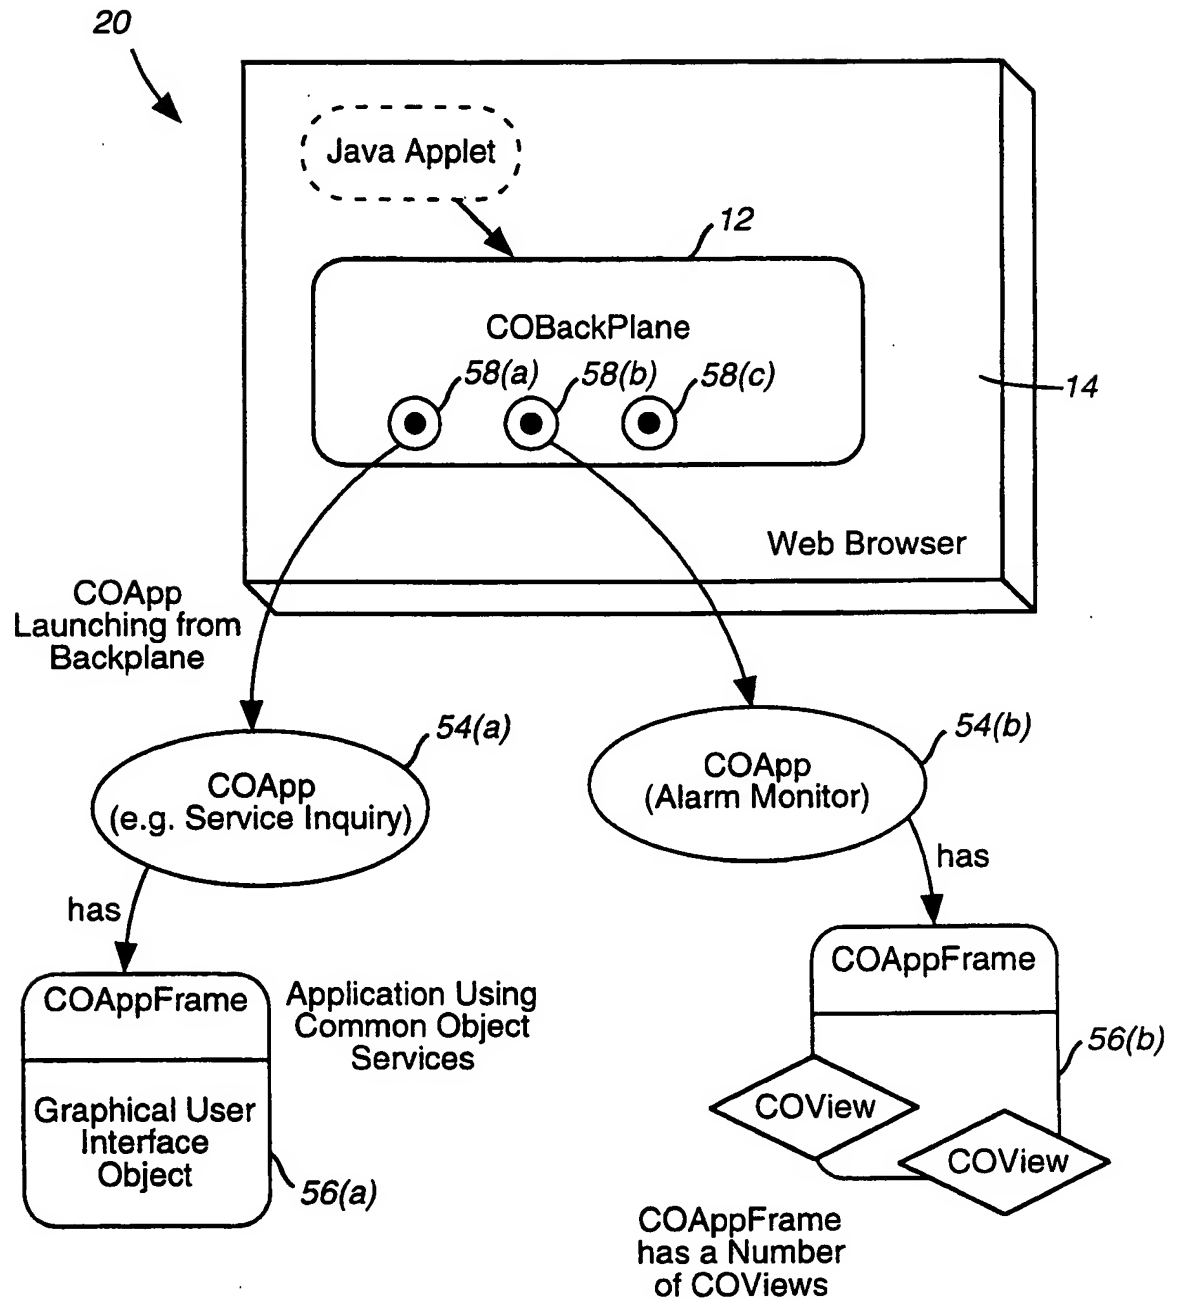 20
Java Applet
12
COBackPlane
58(a)
58(b)
58(c)
14
Web Browser
COApp
Launching from
Backplane
54(a)
COApp
(e.g. Service Inquiry)
54(b)
COApp
(Alarm Monitor)
has
has
COAppFrame
Graphical User
Interface
Object
56(a)
Application Using
Common Object
Services
COAppFrame
56(b)
COView
COView
COAppFrame
has a Number
of COViews